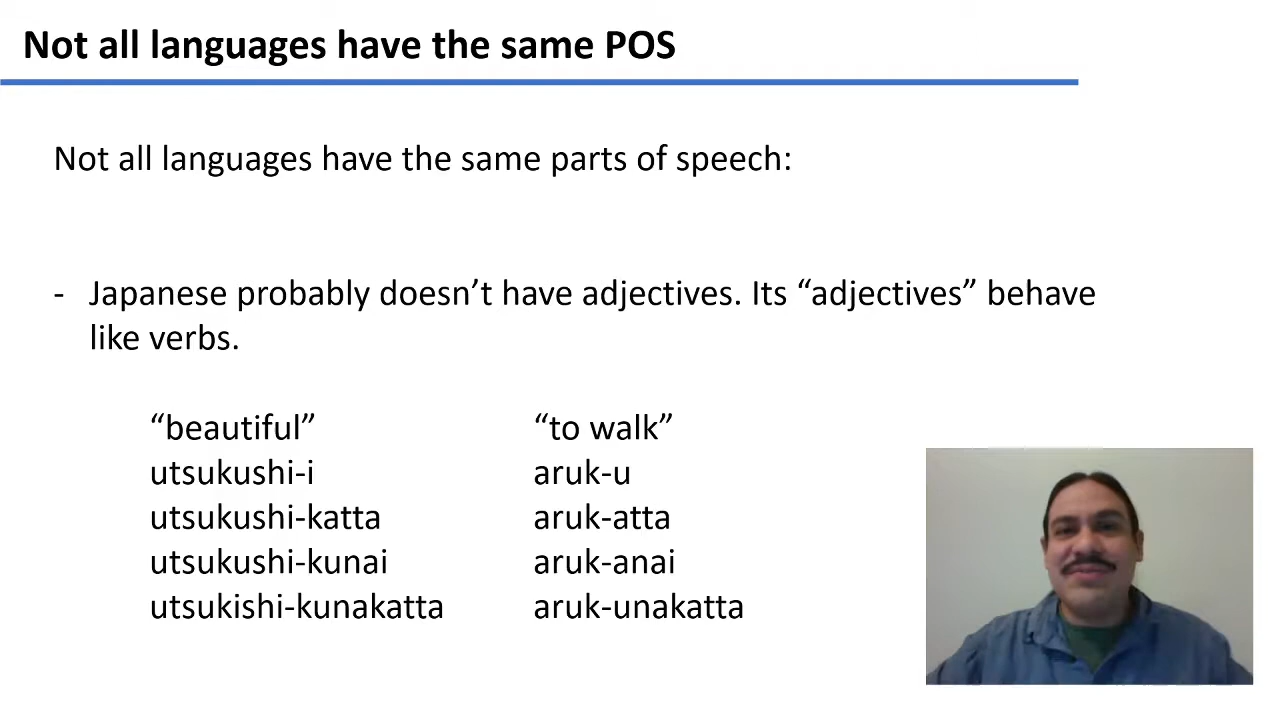 Not all languages have the same POS
Not all languages have the same parts of speech:
- Japanese probably doesn’t have adjectives. Its “adjectives” behave
like verbs.
“beautiful” “to walk”
utsukushi-i aruk-u
utsukushi-katta aruk-atta
utsukushi-kunai aruk-anai
utsukishi-kunakatta aruk-unakatta